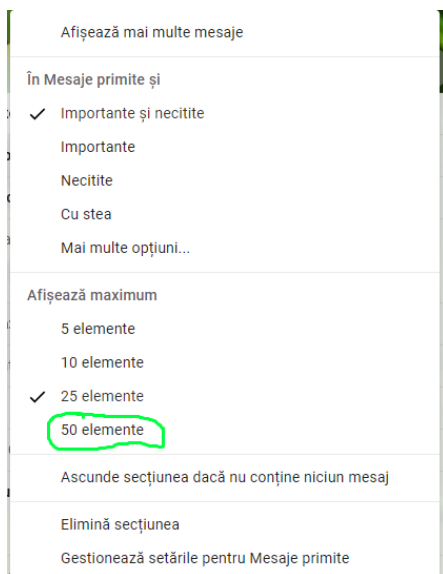 Afișează mai multe mesaje
În Mesaje primite și
Importante și necitite
Importante
Necitite
Cu stea
Mai multe opțiuni...
Afișează maximum
5 elemente
10 elemente
25 elemente
50 elemente
Ascunde secțiunea dacă nu conține niciun mesaj
Elimină secțiunea
Gestionează setările pentru Mesaje primite